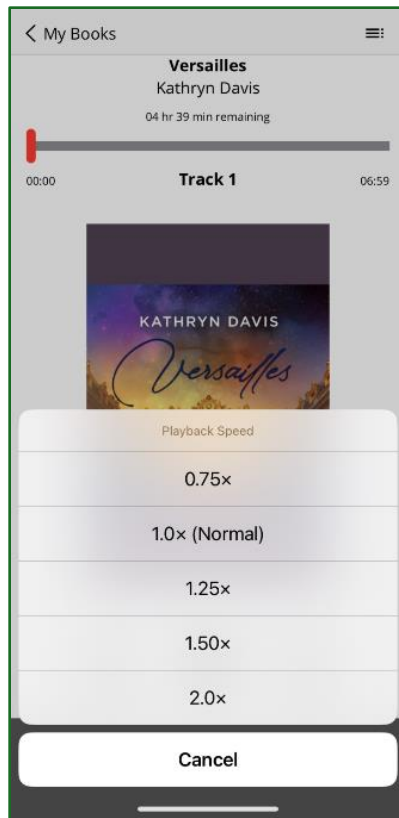 My Books
Versailles
Kathryn Davis
04 hr 39 min remaining
00:00 Track 1 06:59
KATHRYN DAVIS
Versailles
Playback Speed
0.75×
1.0× (Normal)
1.25×
1.50×
2.0×
Cancel